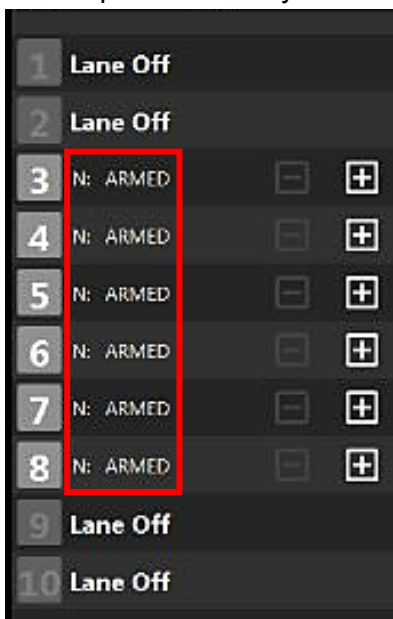 1 Lane Off
2 Lane Off
3 N: ARMED
4 N: ARMED
5 N: ARMED
6 N: ARMED
7 N: ARMED
8 N: ARMED
9 Lane Off
10 Lane Off